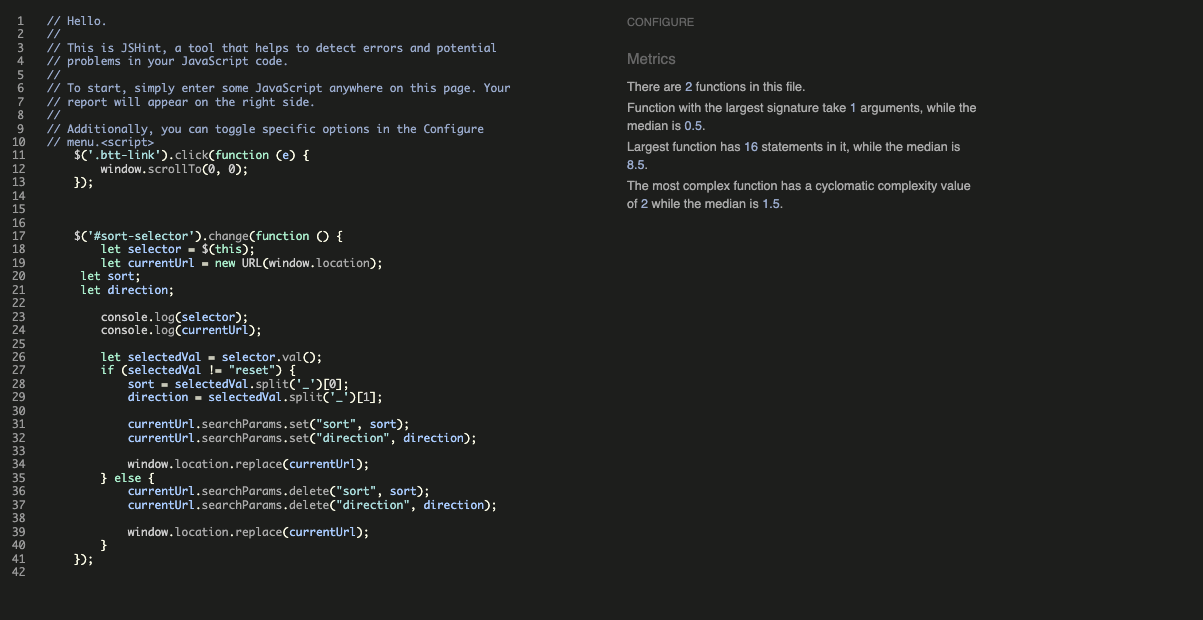 1 // Hello.
2 //
3 // This is JSHint, a tool that helps to detect errors and potential
4 // problems in your JavaScript code.
5 //
6 // To start, simply enter some JavaScript anywhere on this page. Your
7 // report will appear on the right side.
8 //
9 // Additionally, you can toggle specific options in the Configure
10 // menu.<script>
11 $('.btt-link').click(function (e) {
12 window.scrollTo(0, 0);
13 });
14
15
16
17 $('#sort-selector').change(function () {
18 let selector = $(this);
19 let currentUrl = new URL(window.location);
20 let sort;
21 let direction;
22
23 console.log(selector);
24 console.log(currentUrl);
25
26 let selectedVal = selector.val();
27 if (selectedVal != "reset") {
28 sort = selectedVal.split('_')[0];
29 direction = selectedVal.split('_')[1];
30
31 currentUrl.searchParams.set("sort", sort);
32 currentUrl.searchParams.set("direction", direction);
33
34 window.location.replace(currentUrl);
35 } else {
36 currentUrl.searchParams.delete("sort", sort);
37 currentUrl.searchParams.delete("direction", direction);
38
39 window.location.replace(currentUrl);
40 }
41 });
42
CONFIGURE
Metrics
There are 2 functions in this file.
Function with the largest signature take 1 arguments, while the
median is 0.5.
Largest function has 16 statements in it, while the median is
8.5.
The most complex function has a cyclomatic complexity value
of 2 while the median is 1.5.